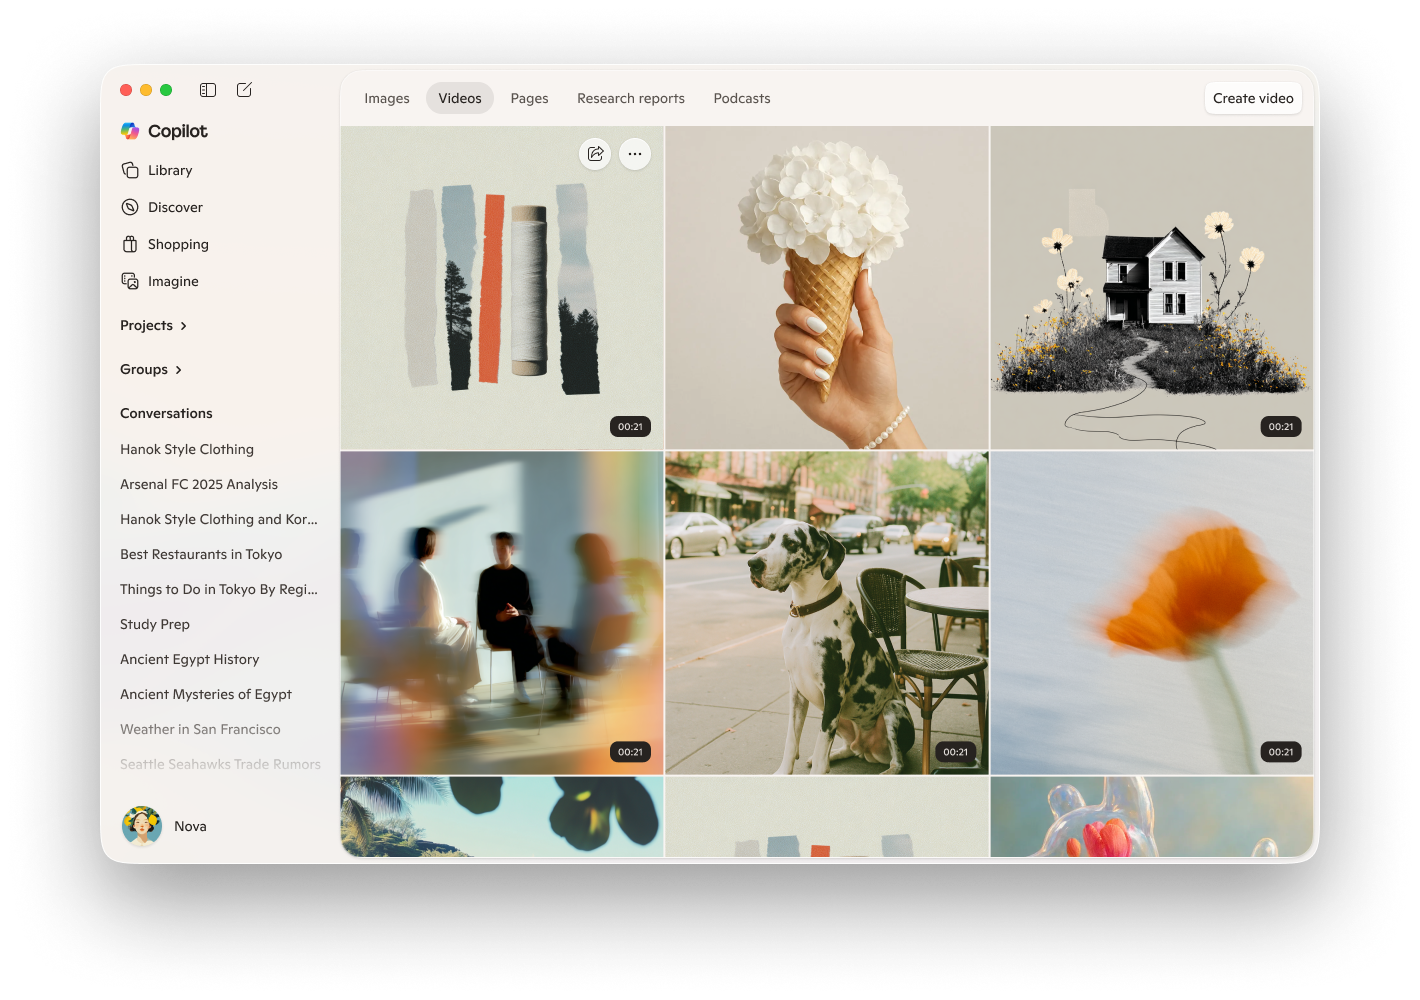 Copilot
Library
Discover
Shopping
Imagine
Projects
Groups
Conversations
Hanok Style Clothing
Arsenal FC 2025 Analysis
Hanok Style Clothing and Kor...
Best Restaurants in Tokyo
Things to Do in Tokyo By Regi...
Study Prep
Ancient Egypt History
Ancient Mysteries of Egypt
Weather in San Francisco
Seattle Seahawks Trade Rumors
Nova
Images Videos Pages Research reports Podcasts Create video
00:21
00:21
00:21
00:21
00:21